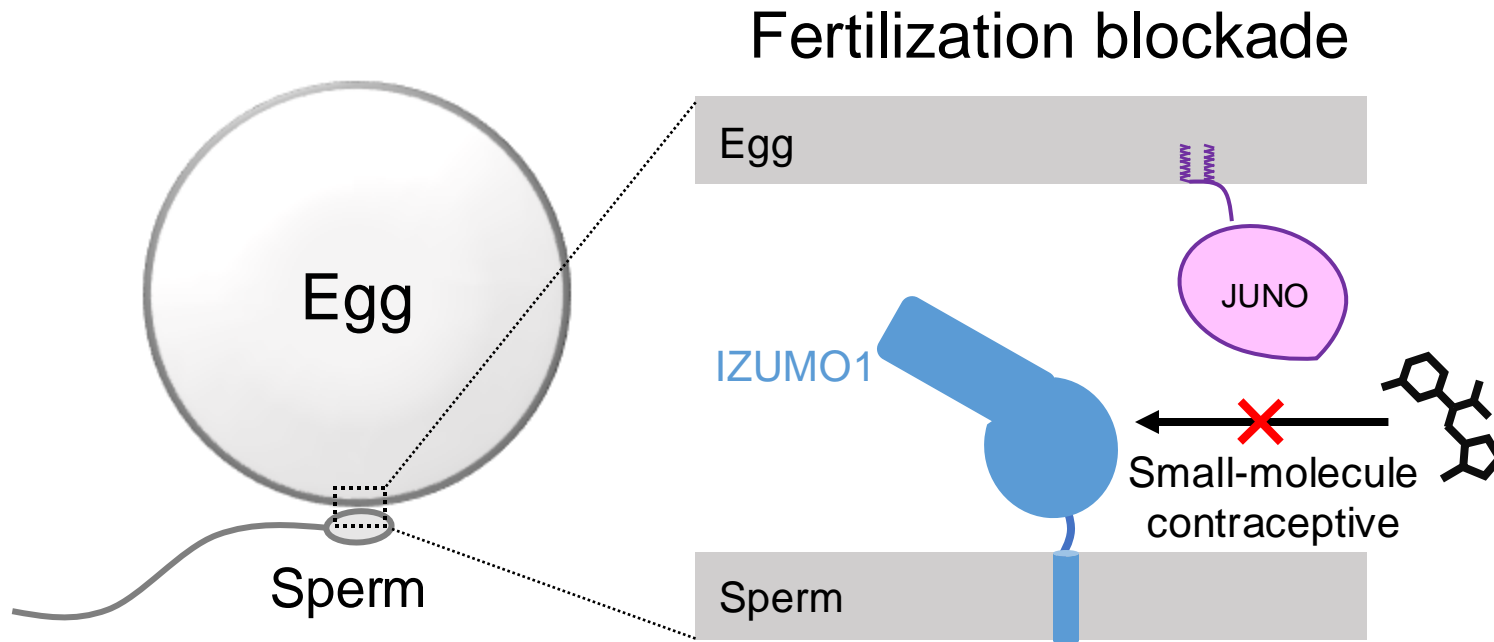 Fertilization blockade
Egg
Egg
JUNO
IZUMO1
Small-molecule
contraceptive
Sperm
Sperm